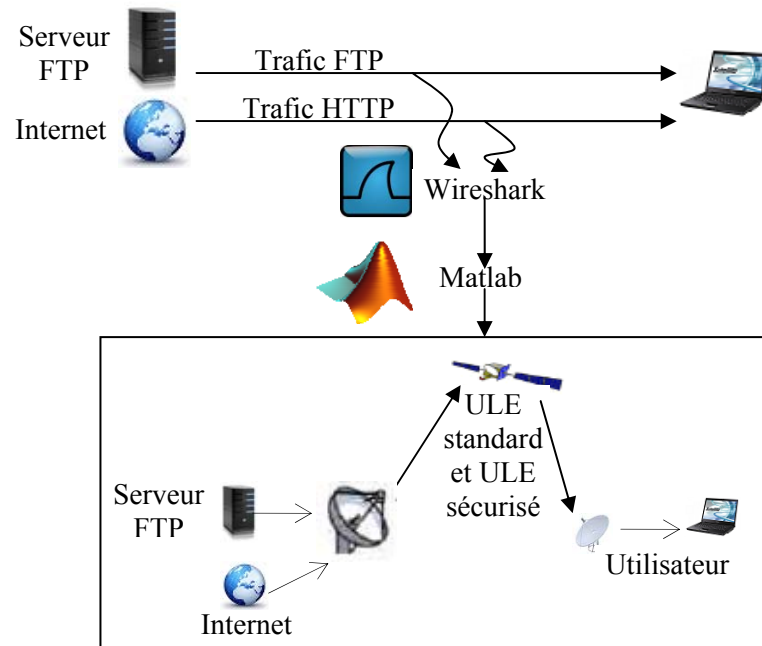 Serveur
FTP
Trafic FTP
Internet
Trafic HTTP
Wireshark
Matlab
ULE
standard
et ULE
sécurisé
Serveur
FTP
Internet
Utilisateur